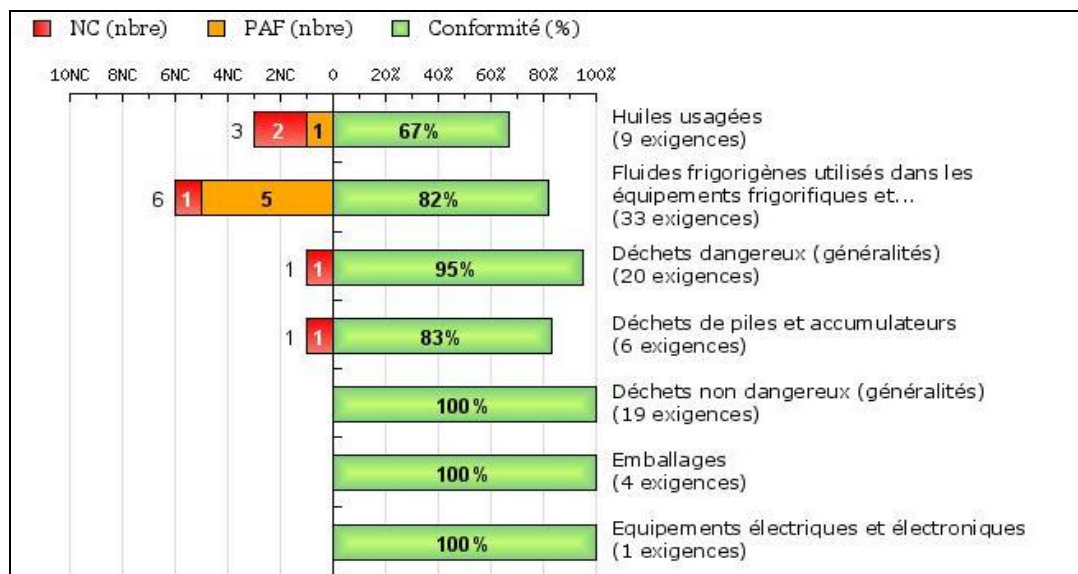 NC (nbre) PAF (nbre) Conformité (%)
10NC 8NC 6NC 4NC 2NC 0 20% 40% 60% 80% 100%
3 2 1 67% Huiles usagées
(9 exigences)
Fluides frigorigènes utilisés dans les
6 1 5 82% équipements frigorifiques et...
(33 exigences)
1 1 95% Déchets dangereux (généralités)
(20 exigences)
1 1 83% Déchets de piles et accumulateurs
(6 exigences)
100% Déchets non dangereux (généralités)
(19 exigences)
100% Emballages
(4 exigences)
100% Equipements électriques et électroniques
(1 exigences)